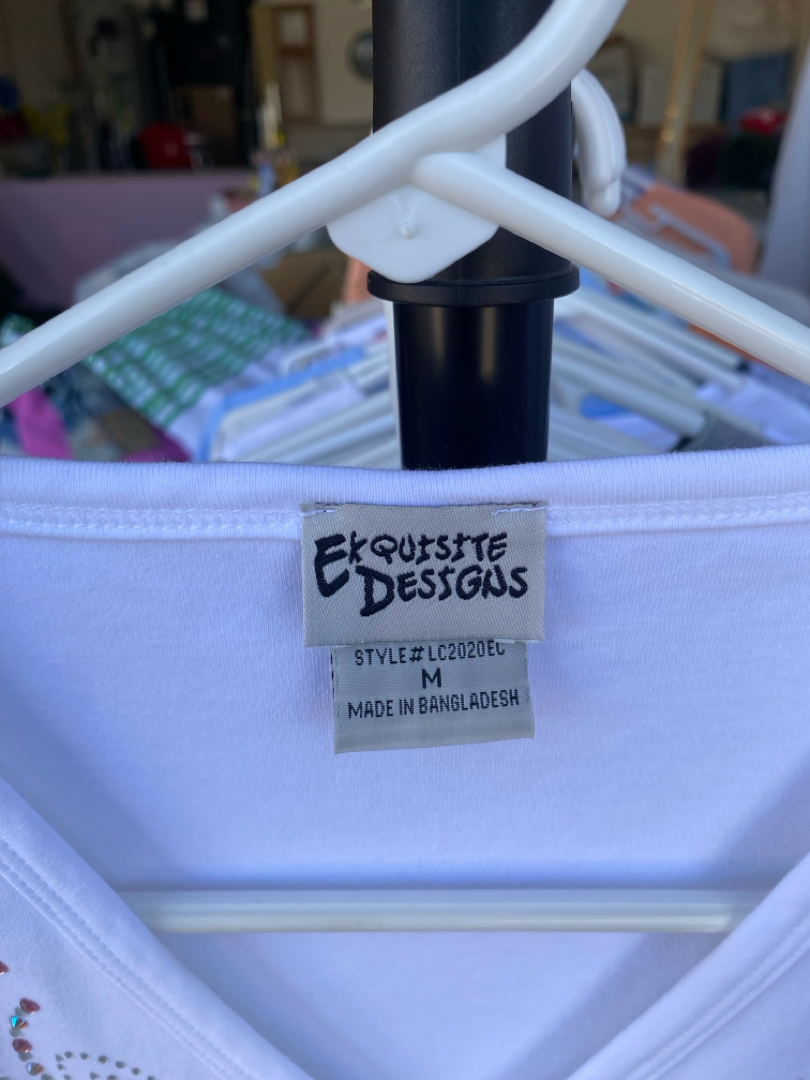 EXQUISITE
DESIGNS
STYLE# LC2020EC
M
MADE IN BANGLADESH